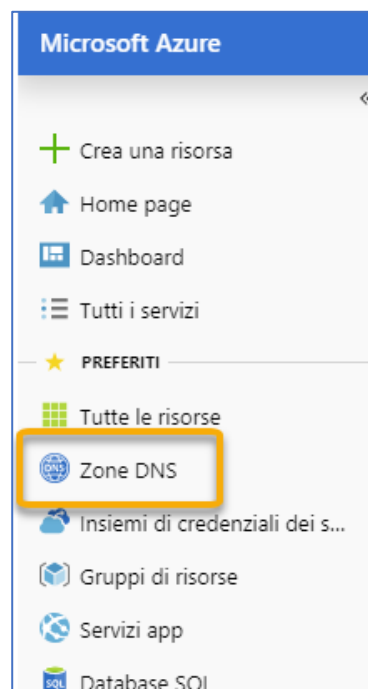 Microsoft Azure
«
Crea una risorsa
Home page
Dashboard
Tutti i servizi
PREFERITI
Tutte le risorse
DNS Zone DNS
Insiemi di credenziali dei s...
Gruppi di risorse
Servizi app
SQL Database SQL